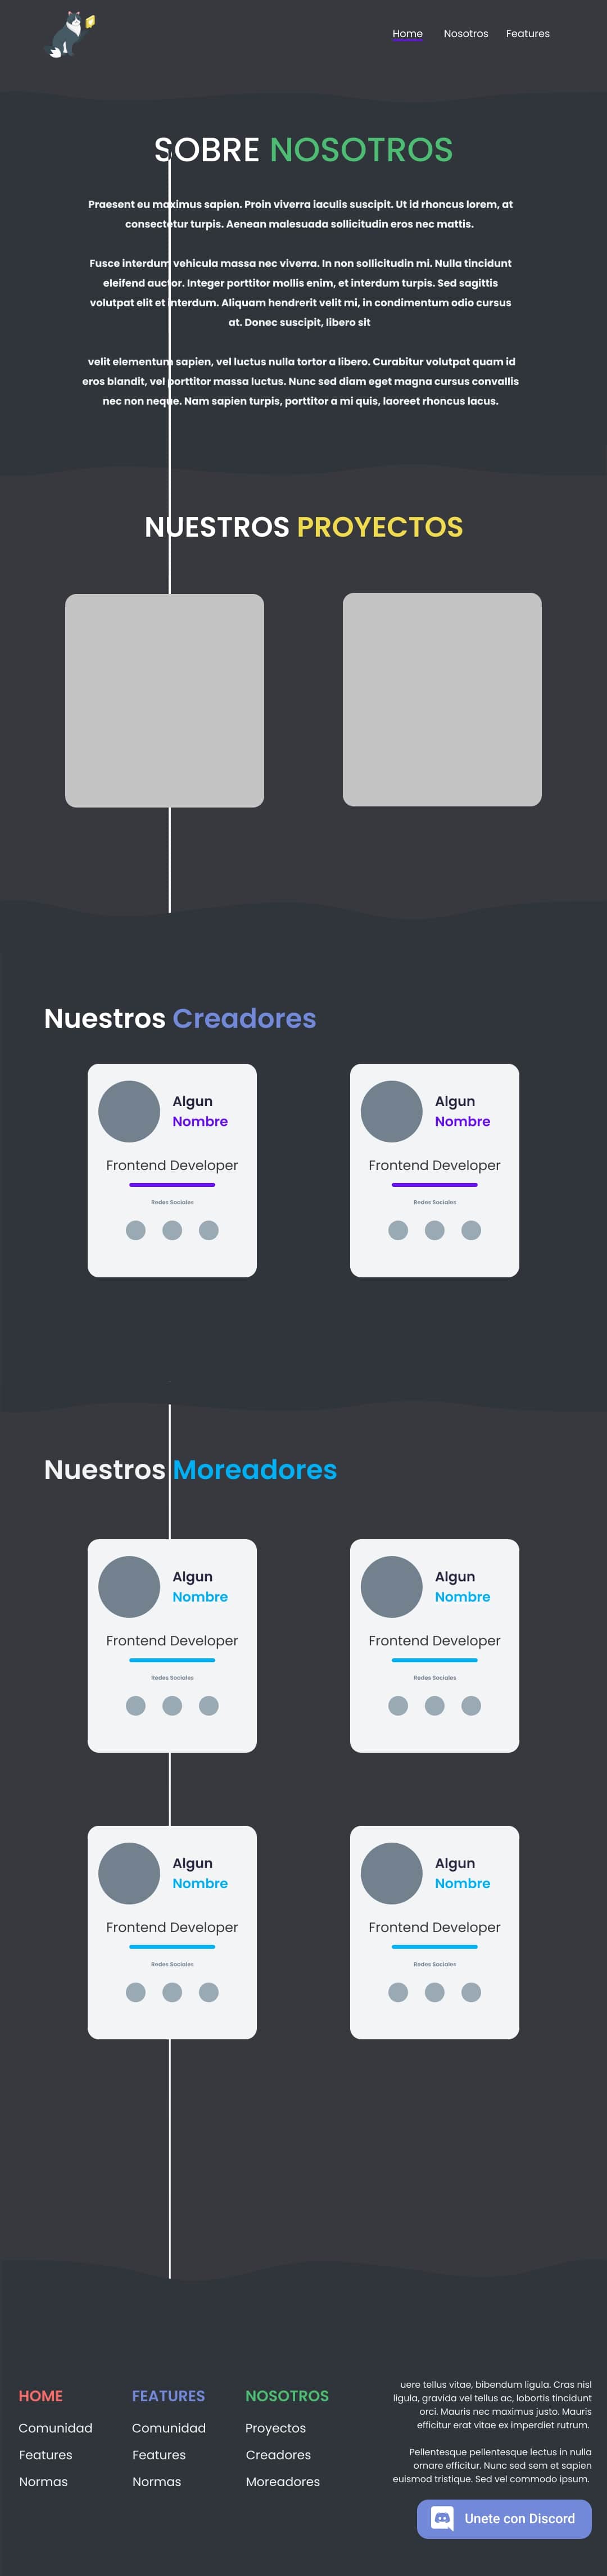 Home Nosotros Features
SOBRE NOSOTROS
Praesent eu maximus sapien. Proin viverra iaculis suscipit. Ut id rhoncus lorem, at
consectetur turpis. Aenean malesuada sollicitudin eros nec mattis.
Fusce interdum vehicula massa nec viverra. In non sollicitudin mi. Nulla tincidunt
eleifend auctor. Integer porttitor mollis enim, et interdum turpis. Sed sagittis
volutpat elit et interdum. Aliquam hendrerit velit mi, in condimentum odio cursus
at. Donec suscipit, libero sit
velit elementum sapien, vel luctus nulla tortor a libero. Curabitur volutpat quam id
eros blandit, vel porttitor massa luctus. Nunc sed diam eget magna cursus convallis
nec non neque. Nam sapien turpis, porttitor a mi quis, laoreet rhoncus lacus.
NUESTROS PROYECTOS
Nuestros Creadores
Algun
Nombre
Frontend Developer
Redes Sociales
Algun
Nombre
Frontend Developer
Redes Sociales
Nuestros Moreadores
Algun
Nombre
Frontend Developer
Redes Sociales
Algun
Nombre
Frontend Developer
Redes Sociales
Algun
Nombre
Frontend Developer
Redes Sociales
Algun
Nombre
Frontend Developer
Redes Sociales
HOME
Comunidad
Features
Normas
FEATURES
Comunidad
Features
Normas
NOSOTROS
Proyectos
Creadores
Moreadores
uere tellus vitae, bibendum ligula. Cras nisl
ligula, gravida vel tellus ac, lobortis tincidunt
orci. Mauris nec maximus justo. Mauris
efficitur erat vitae ex imperdiet rutrum.
Pellentesque pellentesque lectus in nulla
ornare efficitur. Nunc sed sem et sapien
euismod tristique. Sed vel commodo ipsum.
Unete con Discord